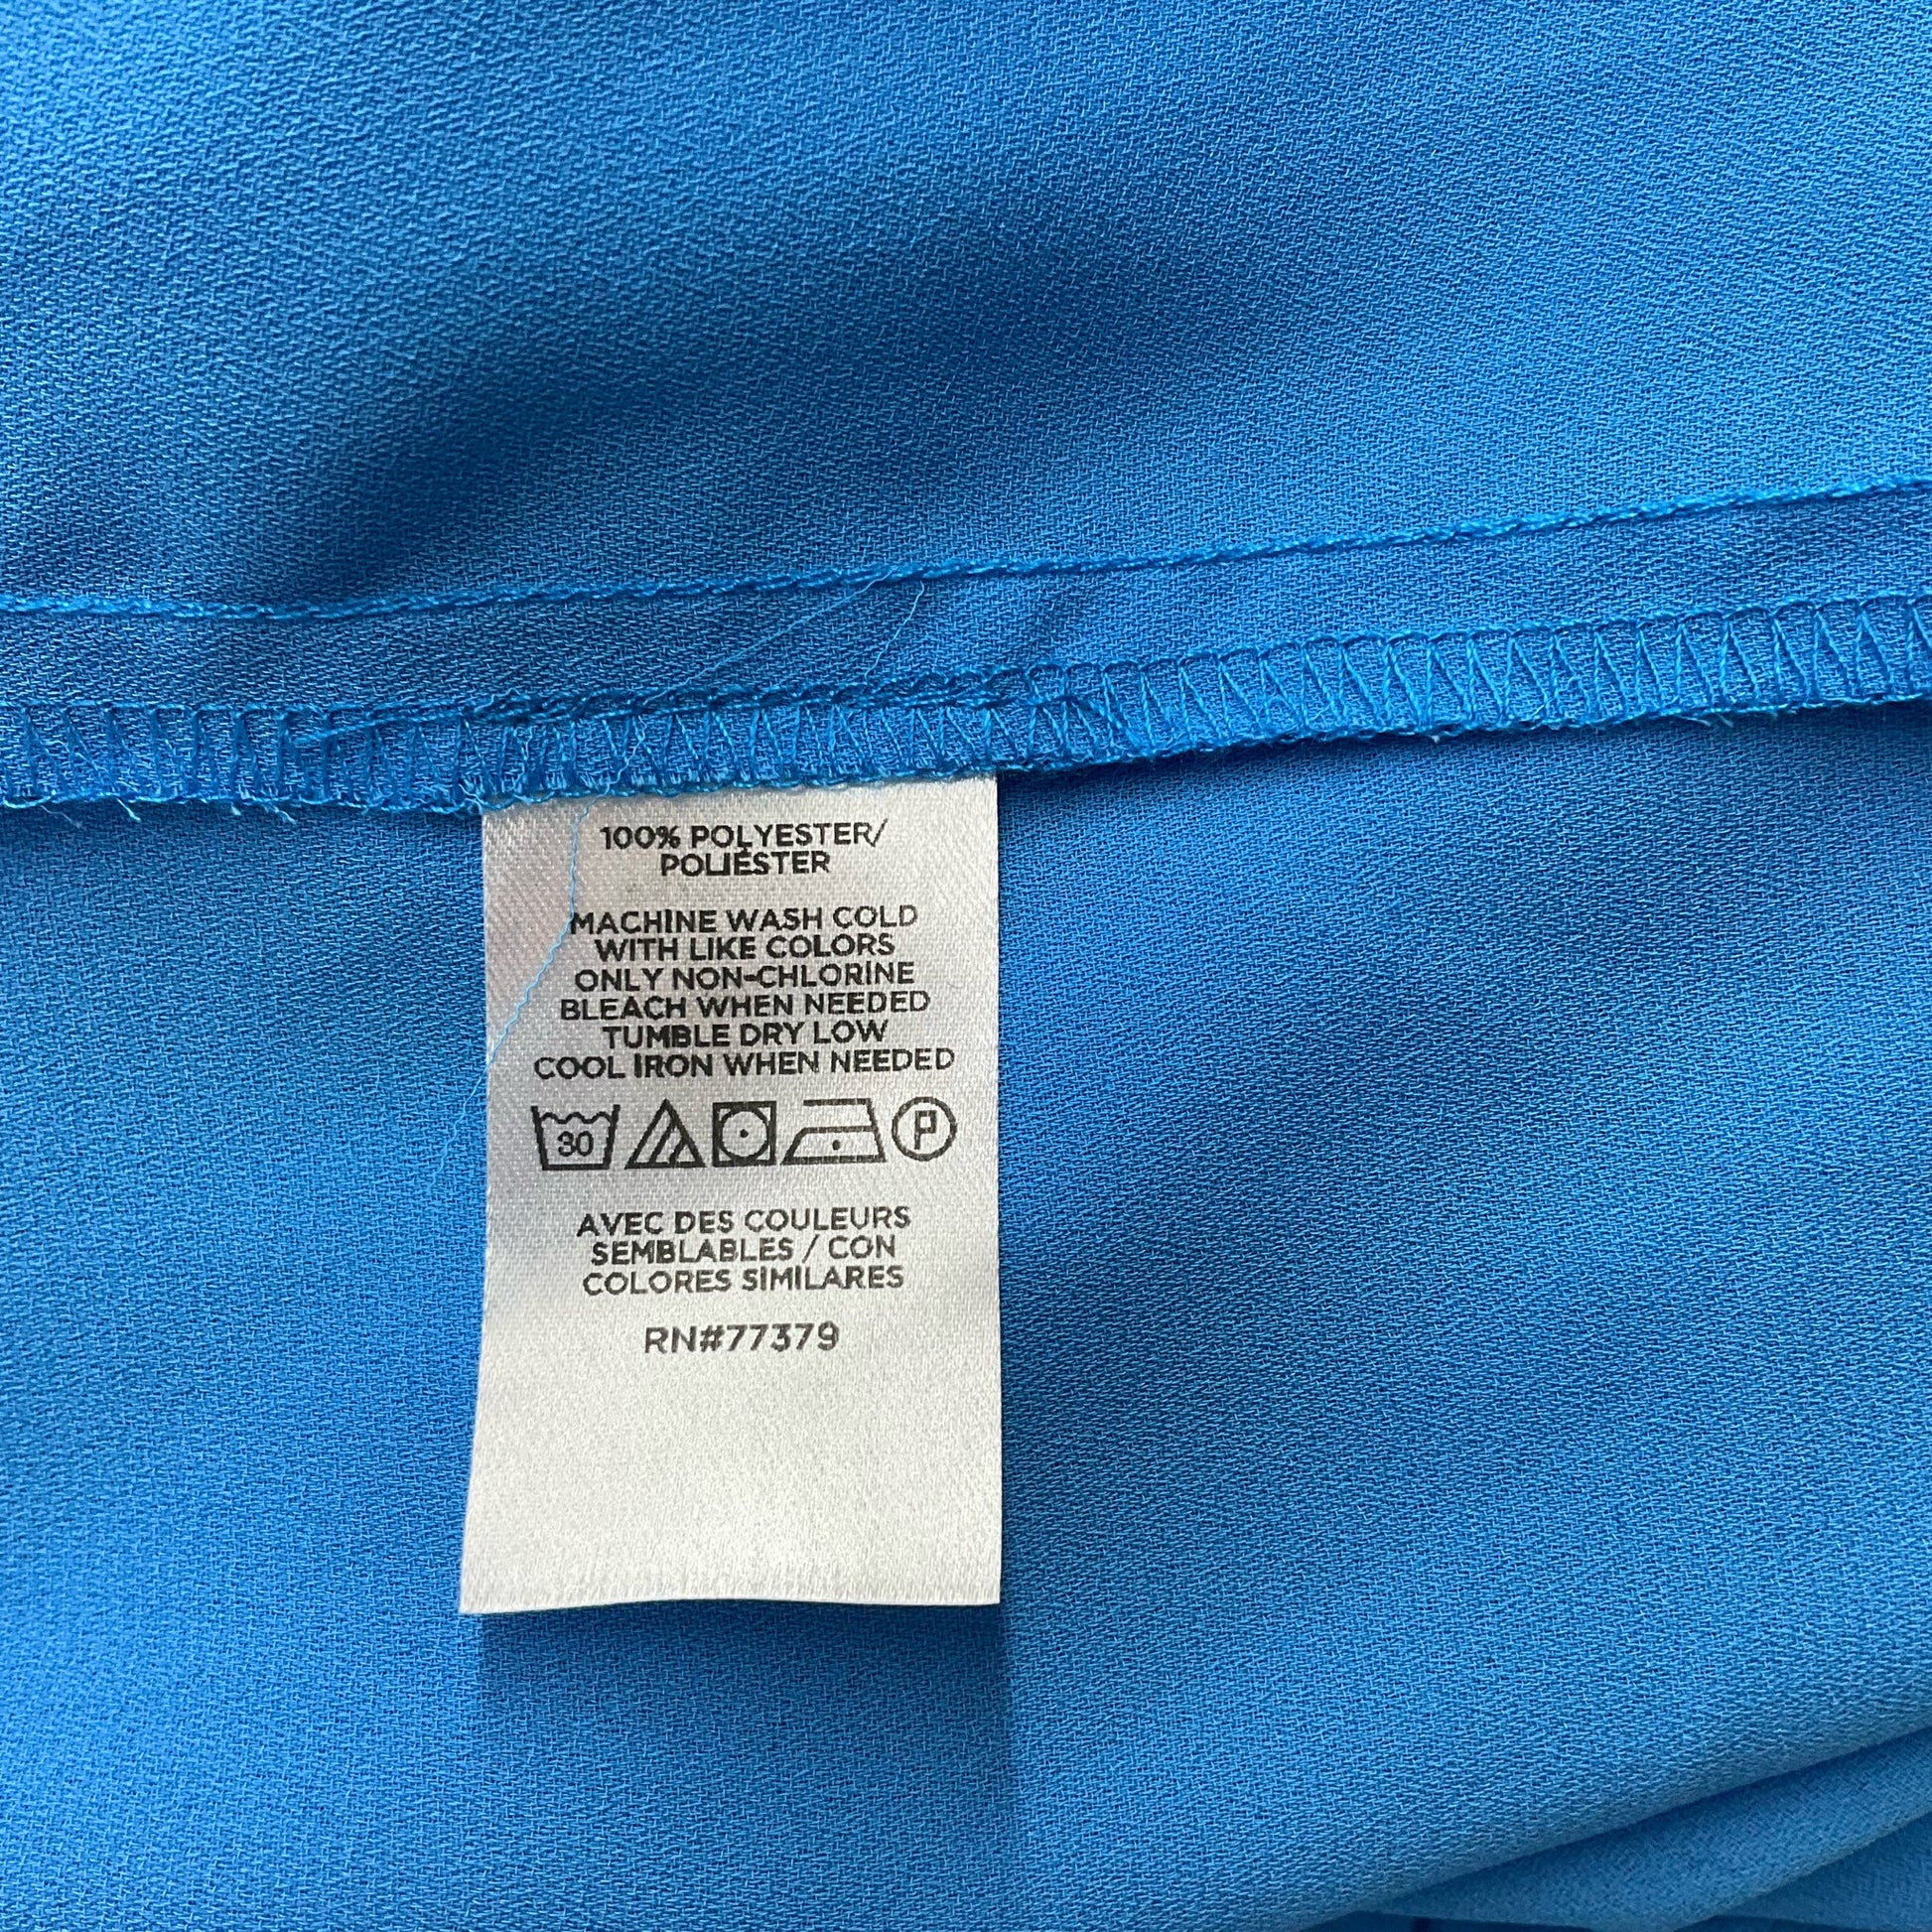 100% POLYESTER/
POLIÉSTER
MACHINE WASH COLD
WITH LIKE COLORS
ONLY NON-CHLORINE
BLEACH WHEN NEEDED
TUMBLE DRY LOW
COOL IRON WHEN NEEDED
30 P
AVEC DES COULEURS
SEMBLABLES / CON
COLORES SIMILARES
RN#77379